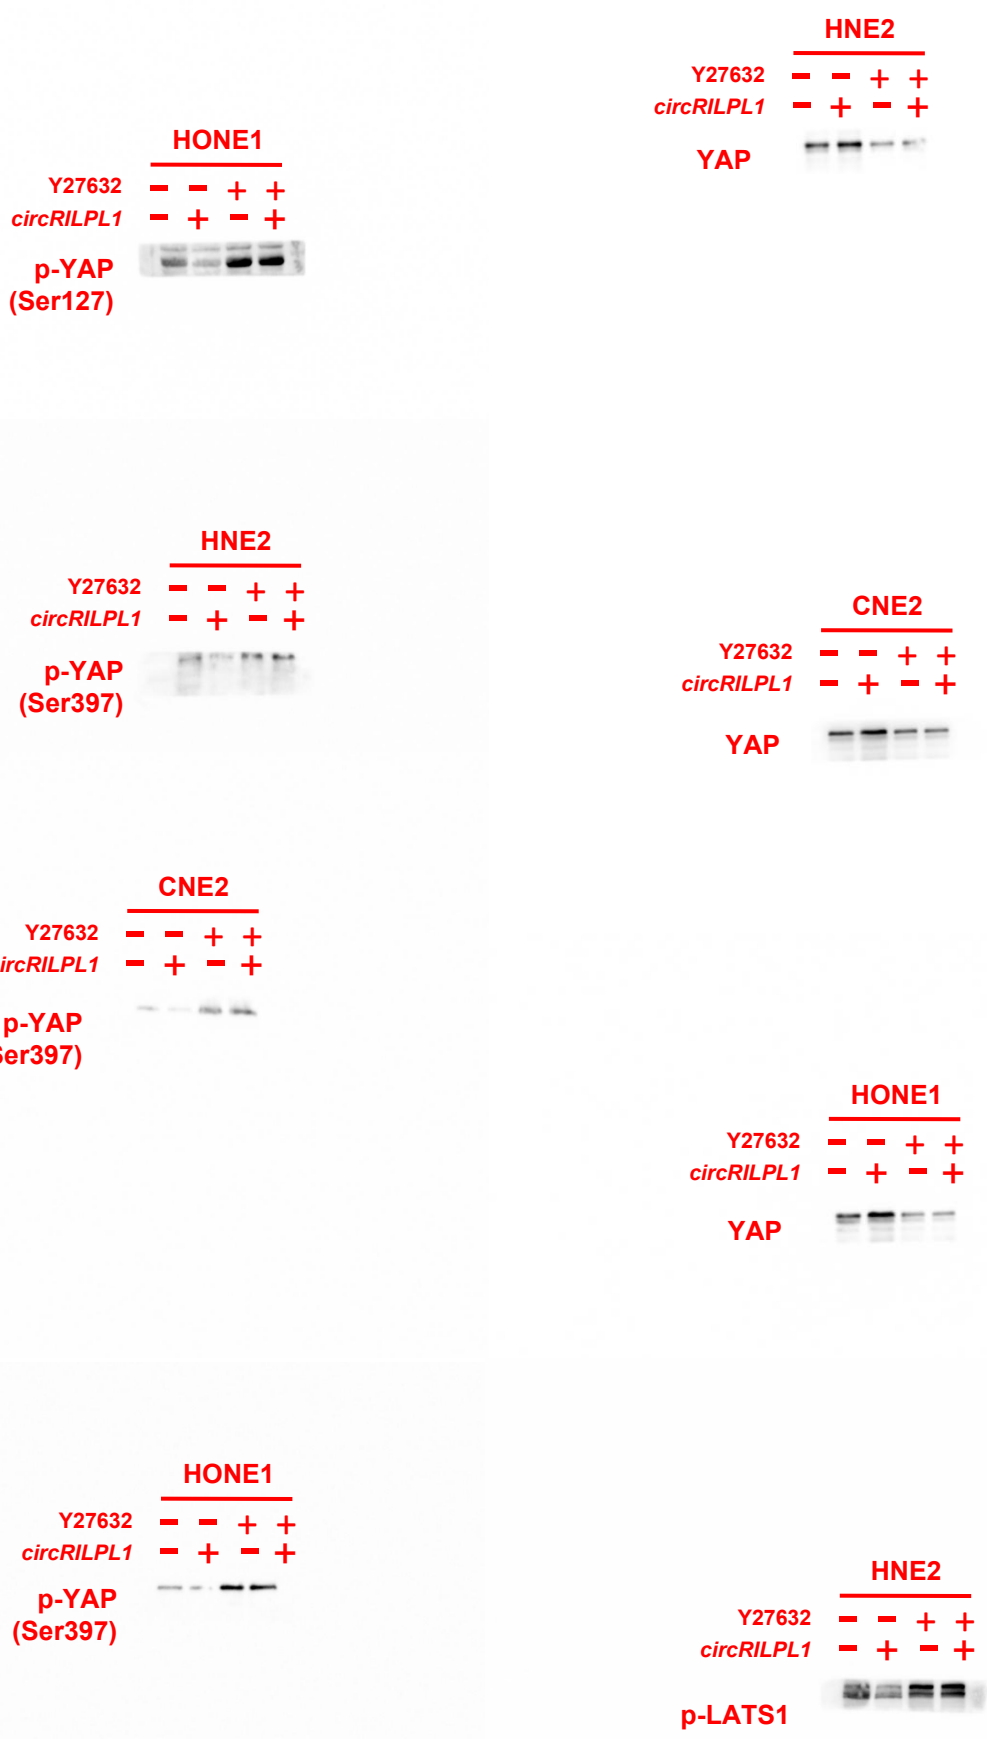 HONE1
Y27632 − − + +
circRILPL1 − + − +
p-YAP
(Ser127)
HNE2
Y27632 − − + +
circRILPL1 − + − +
p-YAP
(Ser397)
CNE2
Y27632 − − + +
ircRILPL1 − + − +
p-YAP
er397)
HONE1
Y27632 − − + +
circRILPL1 − + − +
p-YAP
(Ser397)
HNE2
Y27632 − − + +
circRILPL1 − + − +
YAP
CNE2
Y27632 − − + +
circRILPL1 − + − +
YAP
HONE1
Y27632 − − + +
circRILPL1 − + − +
YAP
HNE2
Y27632 − − + +
circRILPL1 − + − +
p-LATS1